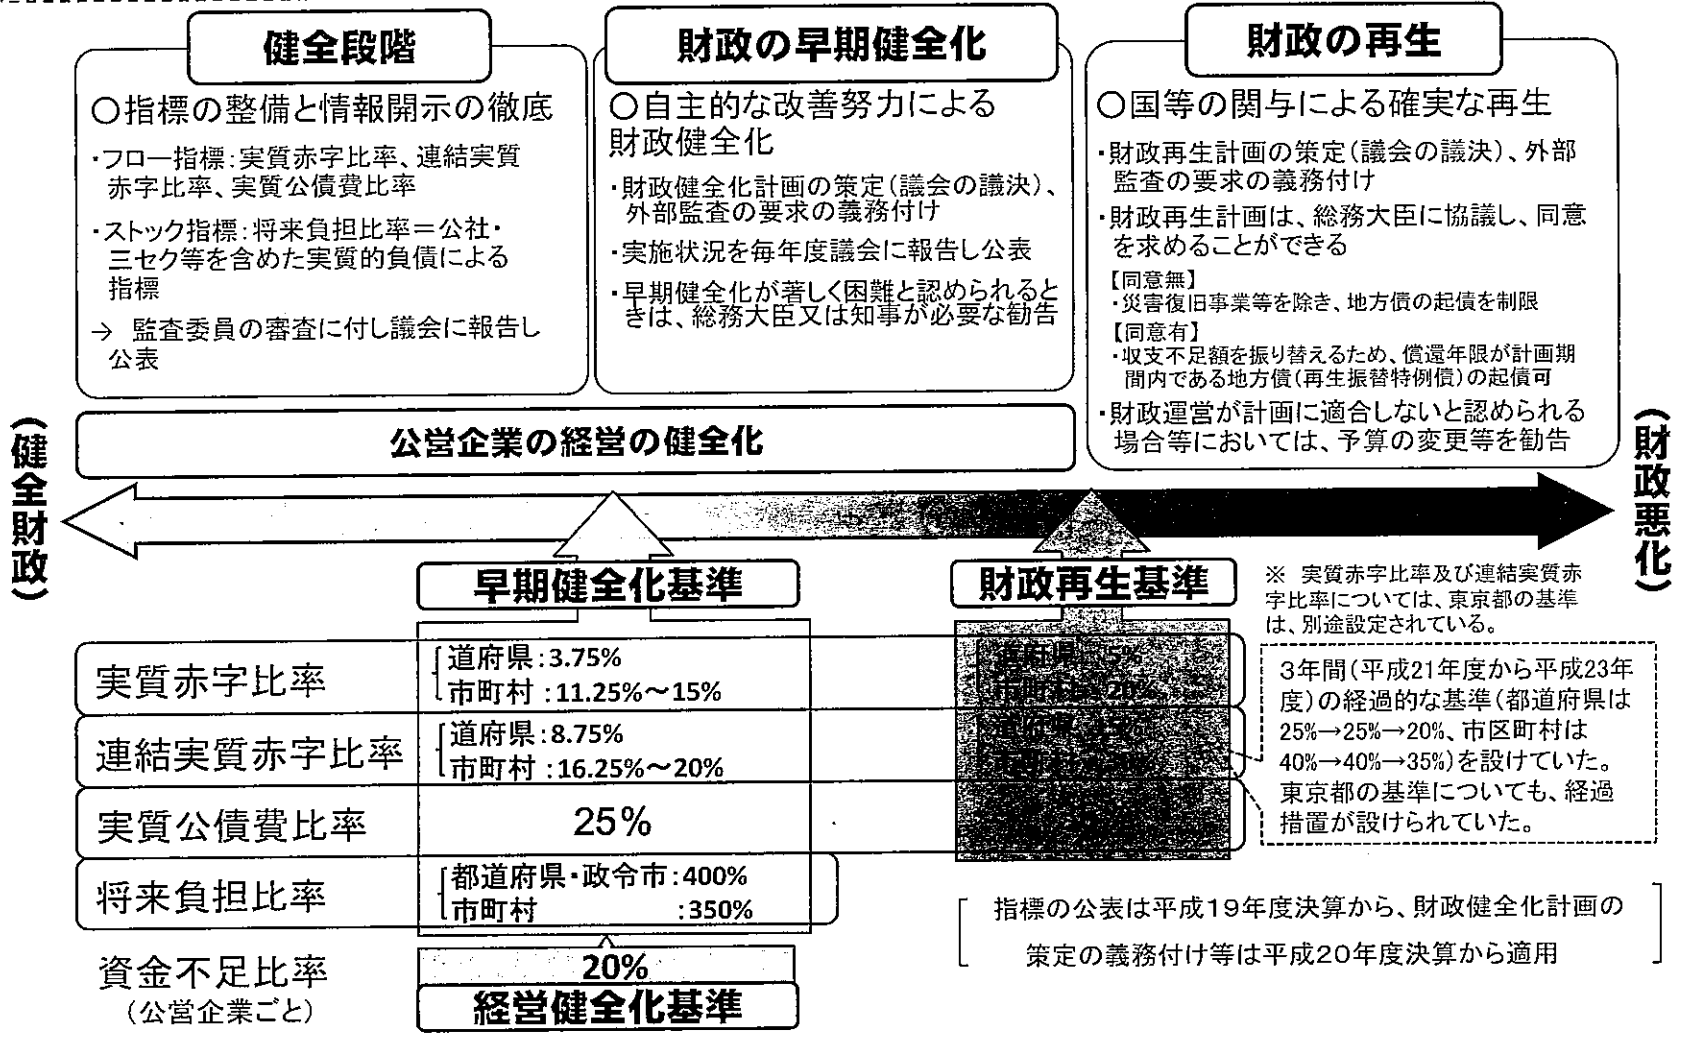 健全段階
○指標の整備と情報開示の徹底
・フロー指標：実質赤字比率、連結実質
赤字比率、実質公債費比率
・ストック指標：将来負担比率＝公社・
三セク等を含めた実質的負債による
指標
→ 監査委員の審査に付し議会に報告し
公表
財政の早期健全化
○自主的な改善努力による
財政健全化
・財政健全化計画の策定（議会の議決）、
外部監査の要求の義務付け
・実施状況を毎年度議会に報告し公表
・早期健全化が著しく困難と認められると
きは、総務大臣又は知事が必要な勧告
財政の再生
○国等の関与による確実な再生
・財政再生計画の策定（議会の議決）、外部
監査の要求の義務付け
・財政再生計画は、総務大臣に協議し、同意
を求めることができる
【同意無】
・災害復旧事業等を除き、地方債の起債を制限
【同意有】
・収支不足額を振り替えるため、償還年限が計画期
間内である地方債（再生振替特例債）の起債可
・財政運営が計画に適合しないと認められる
場合等においては、予算の変更等を勧告
公営企業の経営の健全化
（健全財政）
（財政悪化）
早期健全化基準
財政再生基準
※ 実質赤字比率及び連結実質赤
字比率については、東京都の基準
は、別途設定されている。
実質赤字比率
道府県：3.75%
市町村：11.25%～15%
道府県：5%
市町村：20%
連結実質赤字比率
道府県：8.75%
市町村：16.25%～20%
道府県：15%
実質公債費比率
25%
将来負担比率
都道府県・政令市：400%
市町村　　　　　：350%
3年間（平成21年度から平成23年
度）の経過的な基準（都道府県は
25%→25%→20%、市区町村は
40%→40%→35%）を設けていた。
東京都の基準についても、経過
措置が設けられていた。
資金不足比率
（公営企業ごと）
20%
経営健全化基準
指標の公表は平成19年度決算から、財政健全化計画の
策定の義務付け等は平成20年度決算から適用